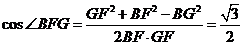 cos∠BFG = (GF² + BF² − BG²) / (2BF·GF) = √3 / 2